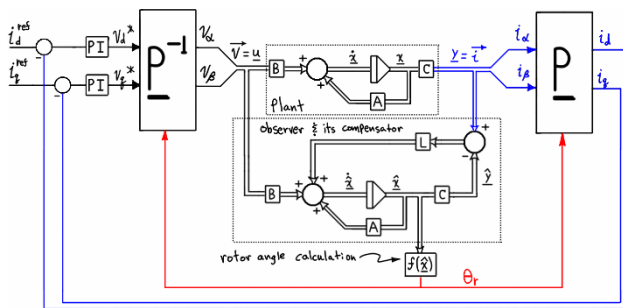 i_d^ref
PI
v_d*
i_q^ref
PI
v_q*
P^-1
v_α
v_β
v⃗ = u
B
ẋ
x
C
A
Plant
y = i⃗
i_α
i_β
P
i_d
i_q
observer & its compensator
L
B
x̂̇
x̂
C
ŷ
A
rotor angle calculation
f(x̂)
θ_r